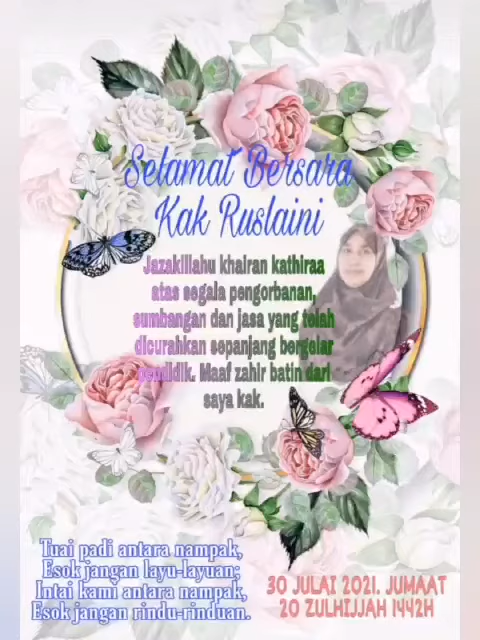 Selamat Bersara
Kak Ruslaini
Jazakillahu khairan kathiraa
atas segala pengorbanan,
sumbangan dan jasa yang telah
dicurahkan sepanjang bergelar
pendidik. Maaf zahir batin dari
saya kak.
Tuai padi antara nampak,
Esok jangan layu-layuan;
Intai kami antara nampak,
Esok jangan rindu-rinduan.
30 JULAI 2021. JUMAAT
20 ZULHIJJAH 1442H